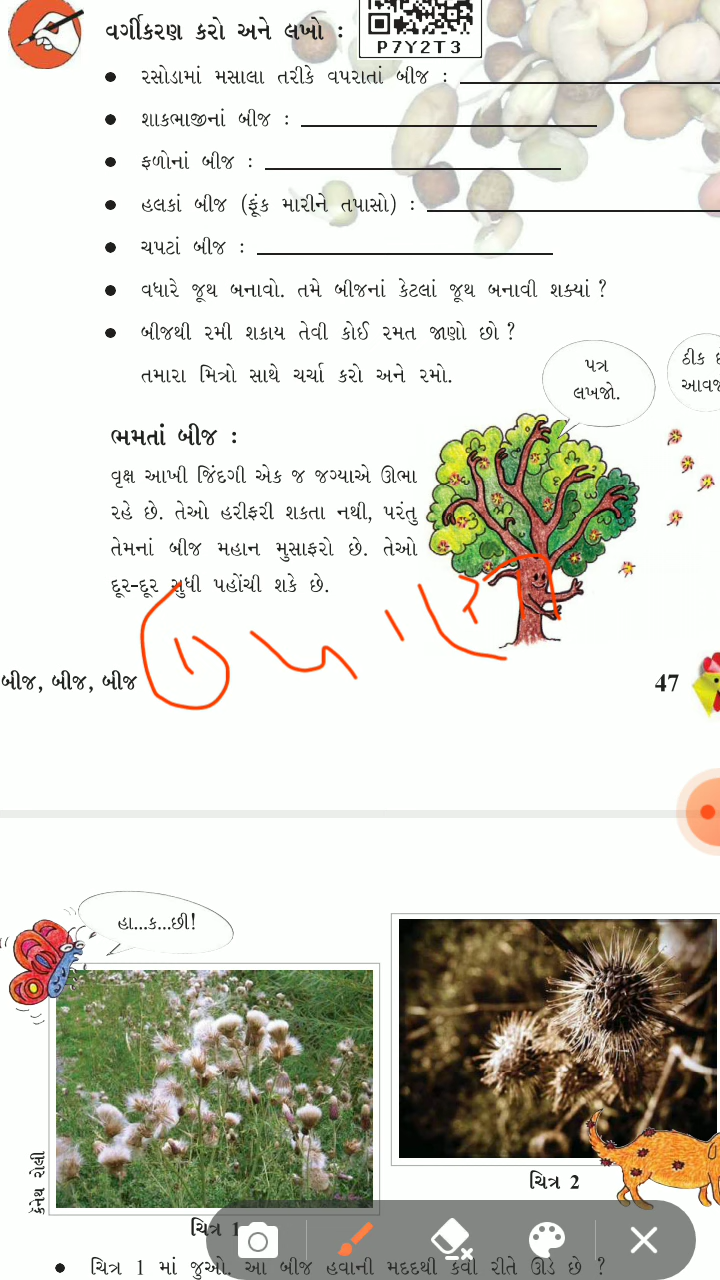 વર્ગીકરણ કરો અને લખો :
P7Y2T3
● રસોડામાં મસાલા તરીકે વપરાતાં બીજ :
● શાકભાજીનાં બીજ :
● ફળોનાં બીજ :
● હલકાં બીજ (ફૂંક મારીને તપાસો) :
● ચપટાં બીજ :
● વધારે જૂથ બનાવો. તમે બીજનાં કેટલાં જૂથ બનાવી શક્યાં ?
● બીજથી રમી શકાય તેવી કોઈ રમત જાણો છો ?
તમારા મિત્રો સાથે ચર્ચા કરો અને રમો.
પત્ર
લખજો.
ઠીક
ભમતાં બીજ :
વૃક્ષ આખી જિંદગી એક જ જગ્યાએ ઊભા
રહે છે. તેઓ હરીફરી શકતા નથી, પરંતુ
તેમનાં બીજ મહાન મુસાફરો છે. તેઓ
દૂર-દૂર સુધી પહોંચી શકે છે.
બીજ, બીજ, બીજ
47
હા...ક...છી!
કેનેથ રોલી
ચિત્ર 1
ચિત્ર 2
● ચિત્ર 1 માં જુઓ. આ બીજ હવાની મદદથી કેવી રીતે ઊડે છે ?